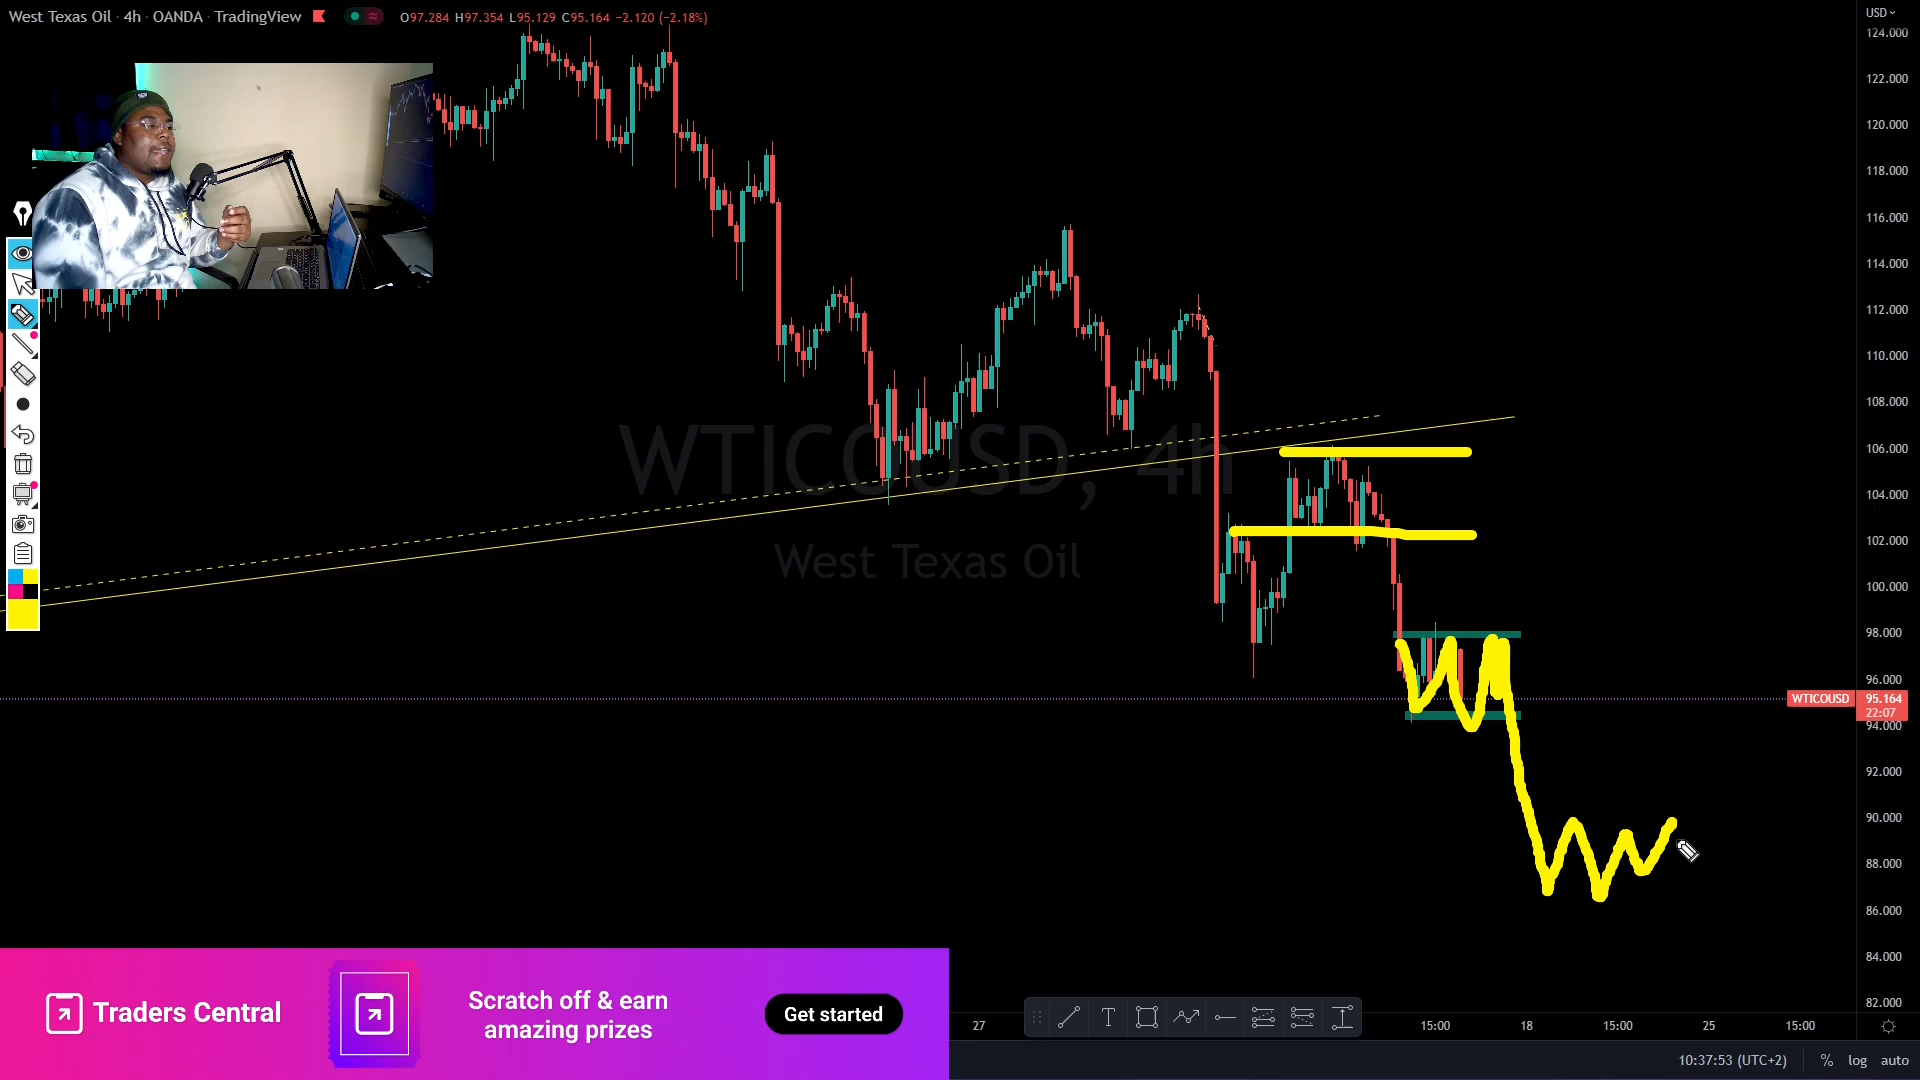 West Texas Oil · 4h · OANDA · TradingView
O97.284 H97.354 L95.129 C95.164 −2.120 (−2.18%)
USD
124.000
122.000
120.000
118.000
116.000
114.000
112.000
110.000
108.000
106.000
104.000
102.000
100.000
98.000
96.000
WTICOUSD 95.164
22:07
94.000
92.000
90.000
88.000
86.000
84.000
82.000
WTICOUSD, 4h
West Texas Oil
Traders Central
Scratch off & earn
amazing prizes
Get started
T
27 15:00 18 15:00 25 15:00
10:37:53 (UTC+2) % log auto